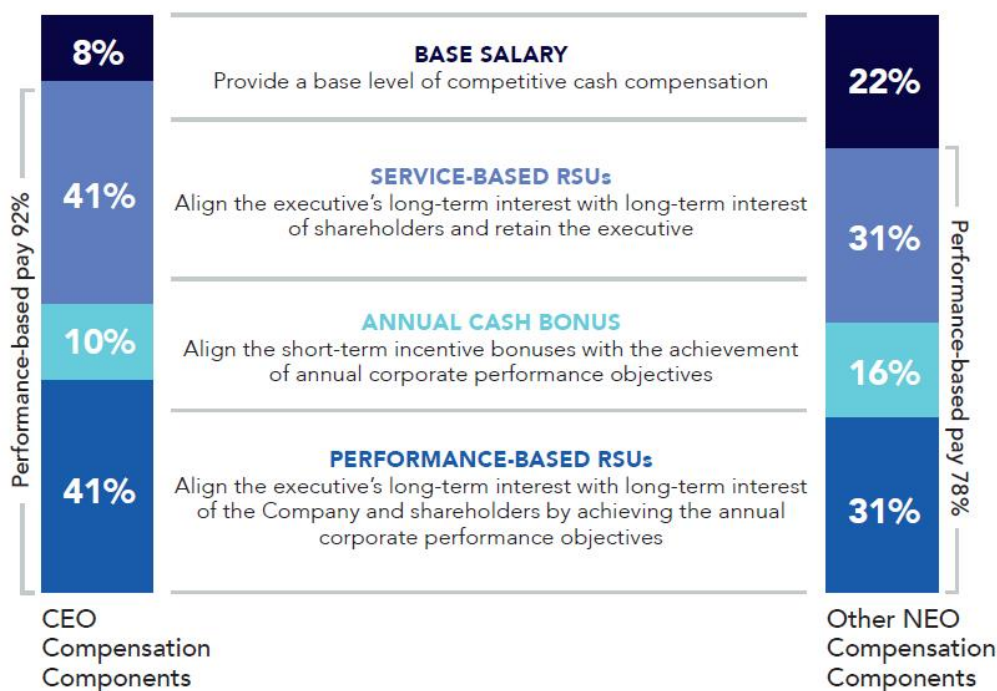 8%
41%
10%
41%
Performance-based pay 92%
CEO
Compensation
Components
BASE SALARY
Provide a base level of competitive cash compensation
SERVICE-BASED RSUs
Align the executive’s long-term interest with long-term interest
of shareholders and retain the executive
ANNUAL CASH BONUS
Align the short-term incentive bonuses with the achievement
of annual corporate performance objectives
PERFORMANCE-BASED RSUs
Align the executive’s long-term interest with long-term interest
of the Company and shareholders by achieving the annual
corporate performance objectives
22%
31%
16%
31%
Performance-based pay 78%
Other NEO
Compensation
Components